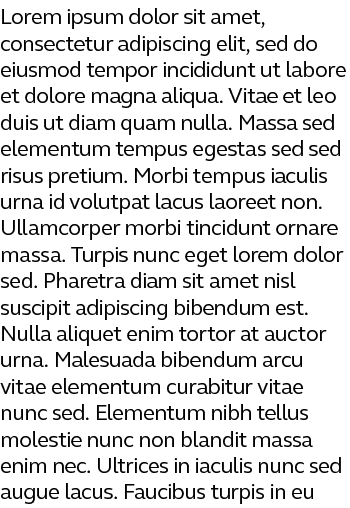 Lorem ipsum dolor sit amet,
consectetur adipiscing elit, sed do
eiusmod tempor incididunt ut labore
et dolore magna aliqua. Vitae et leo
duis ut diam quam nulla. Massa sed
elementum tempus egestas sed sed
risus pretium. Morbi tempus iaculis
urna id volutpat lacus laoreet non.
Ullamcorper morbi tincidunt ornare
massa. Turpis nunc eget lorem dolor
sed. Pharetra diam sit amet nisl
suscipit adipiscing bibendum est.
Nulla aliquet enim tortor at auctor
urna. Malesuada bibendum arcu
vitae elementum curabitur vitae
nunc sed. Elementum nibh tellus
molestie nunc non blandit massa
enim nec. Ultrices in iaculis nunc sed
augue lacus. Faucibus turpis in eu